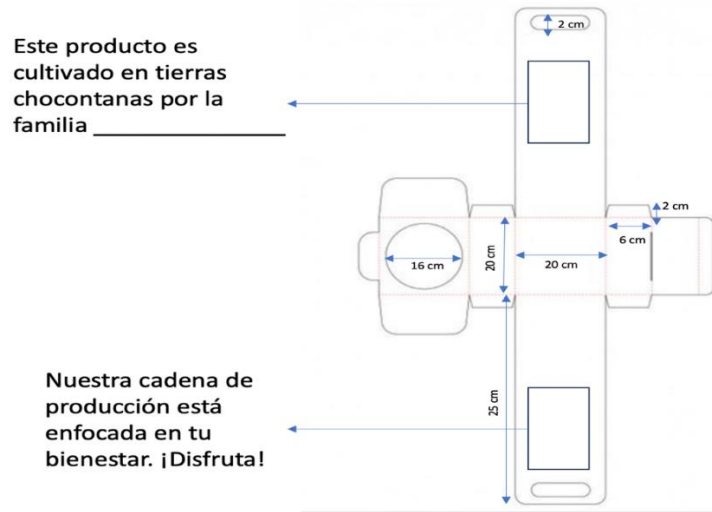 2 cm
Este producto es
cultivado en tierras
chocontanas por la
familia _______________
2 cm
6 cm
16 cm
20 cm
20 cm
25 cm
Nuestra cadena de
producción está
enfocada en tu
bienestar. ¡Disfruta!